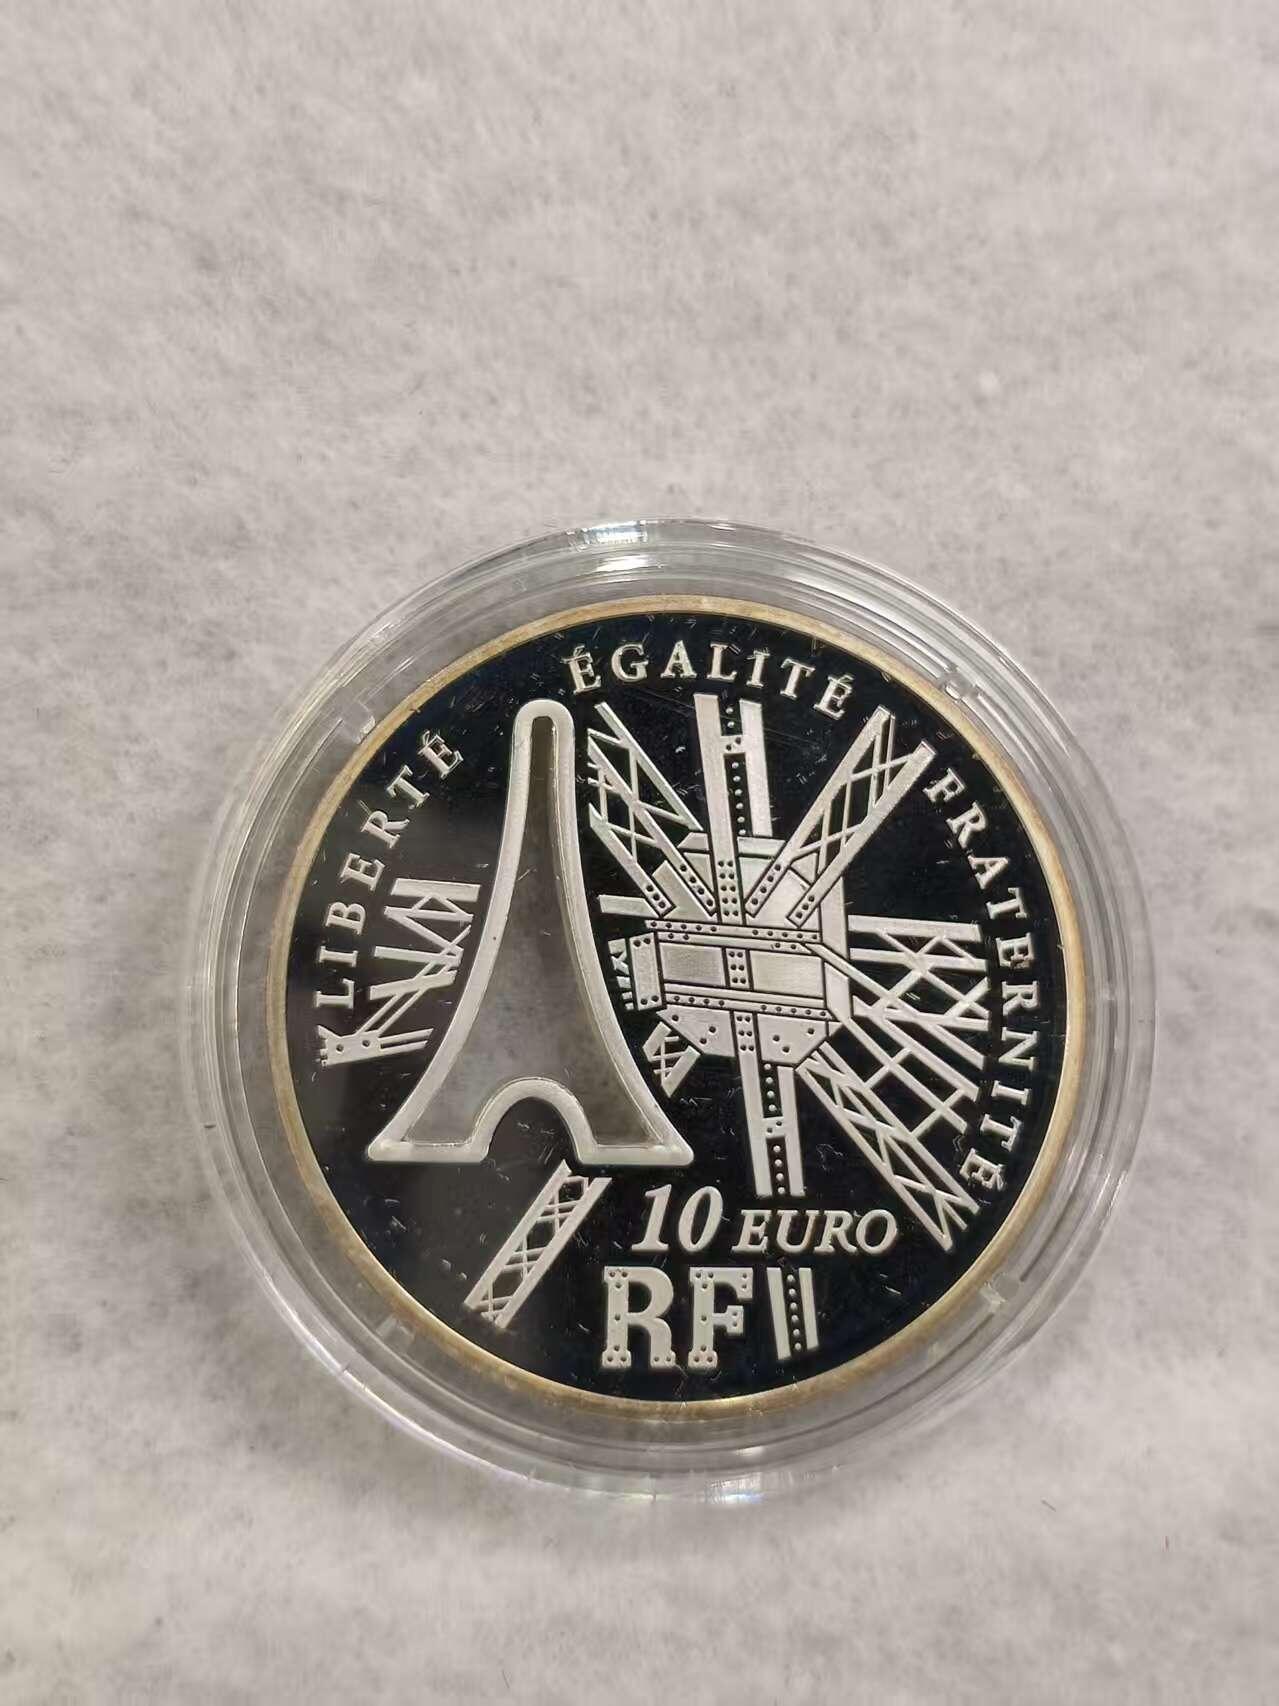 LIBERTÉ ÉGALITÉ FRATERNITÉ
10 EURO
RF